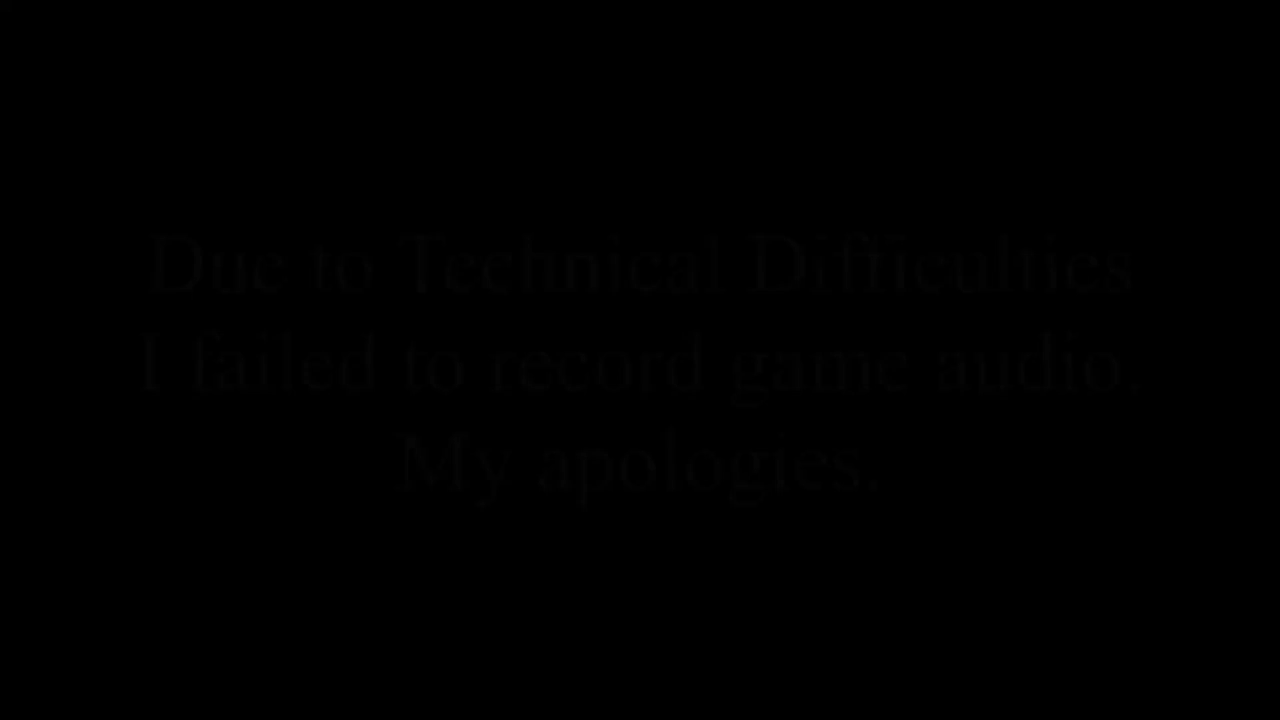 Due to Technical Difficulties
I failed to record game audio.
My apologies.